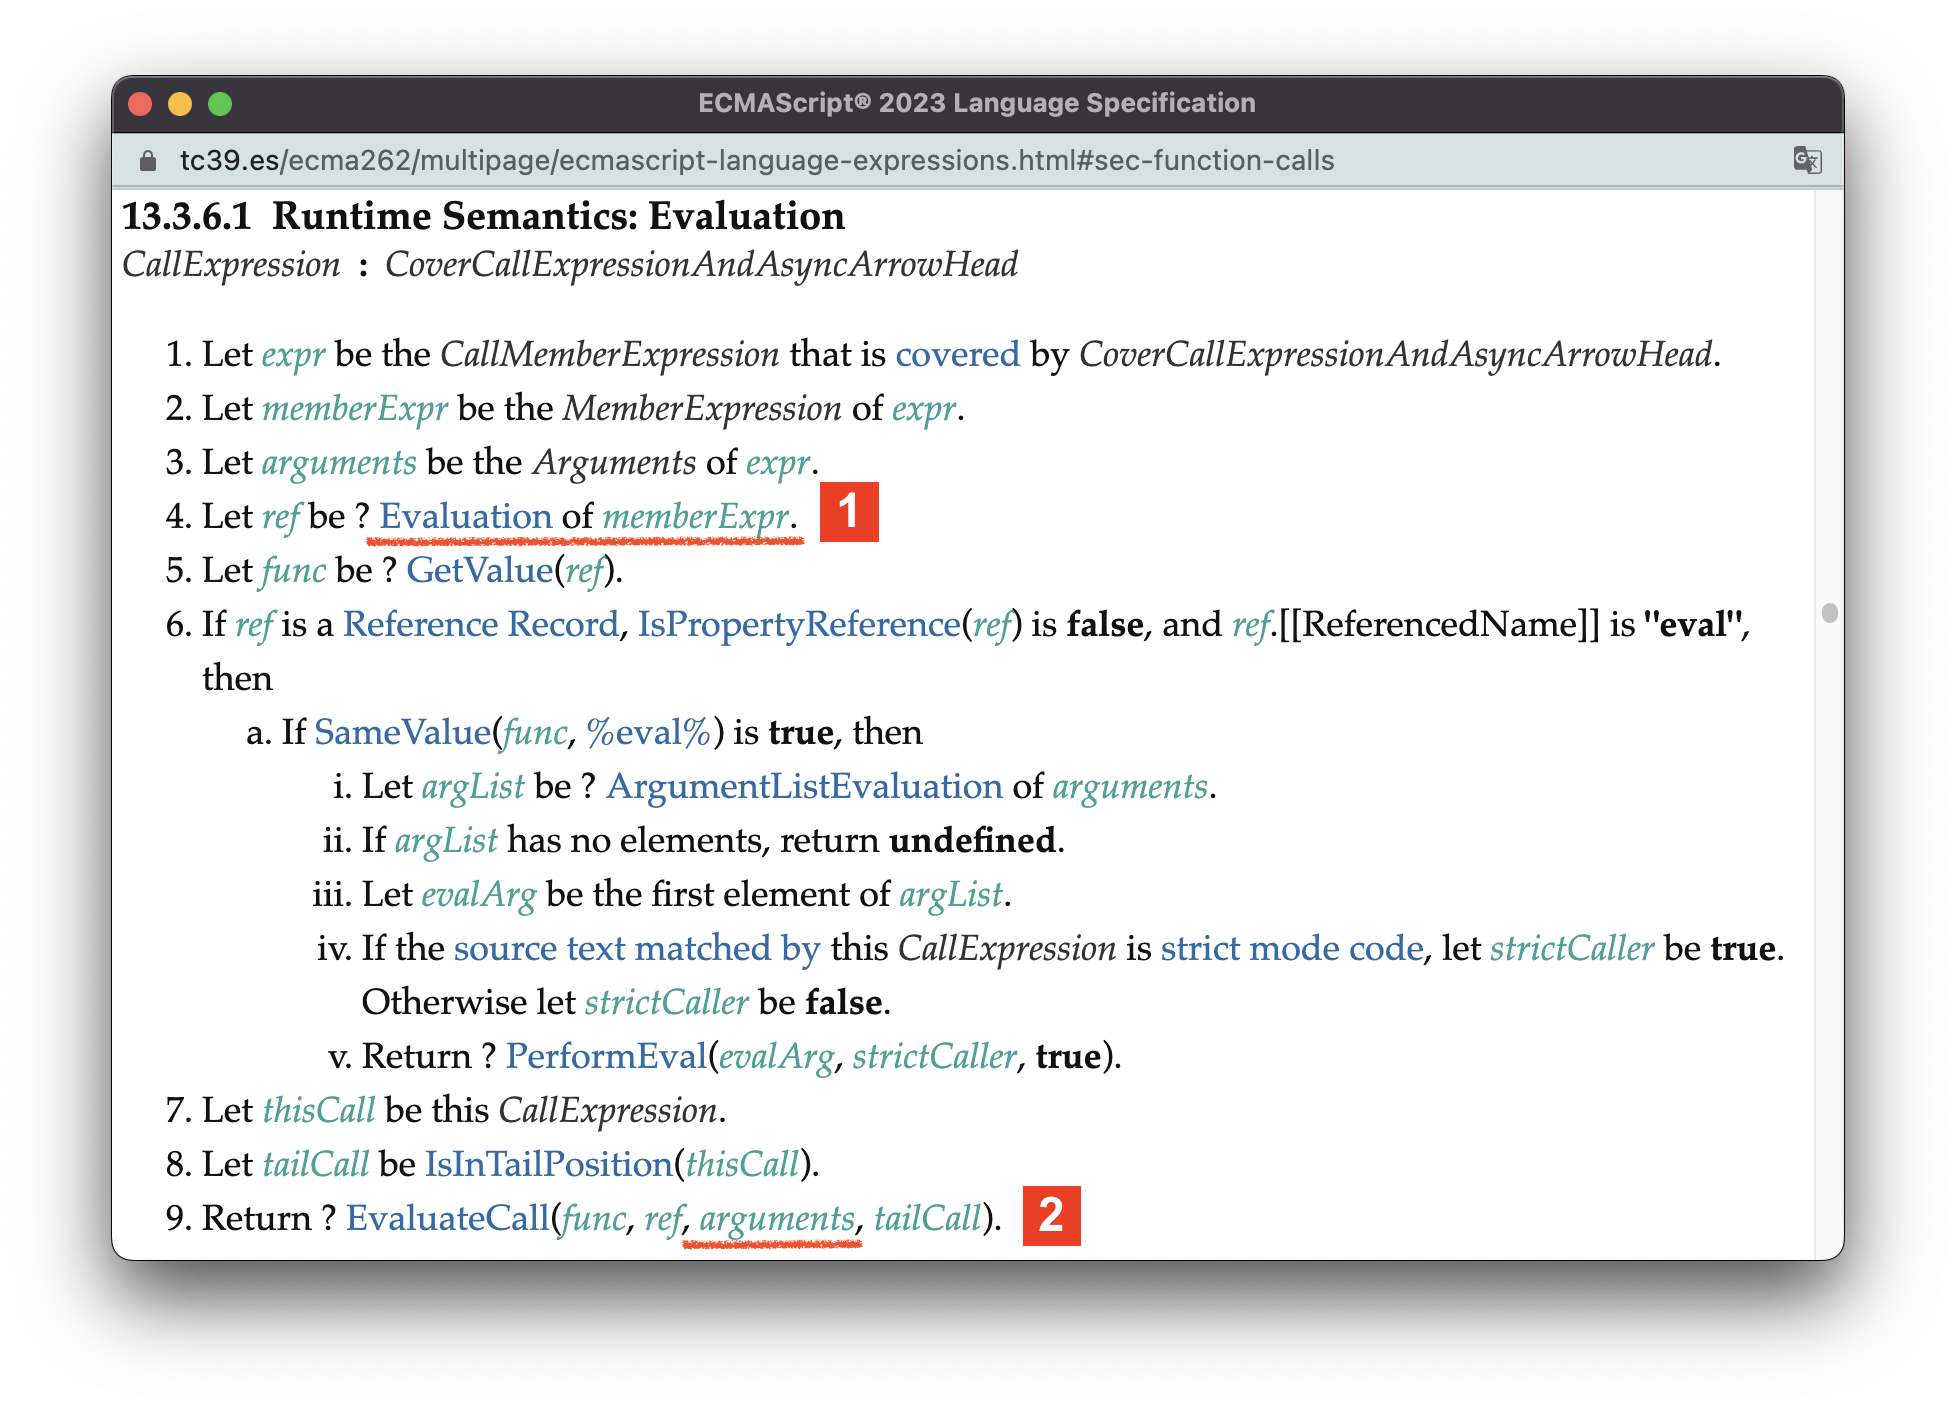 ECMAScript® 2023 Language Specification
tc39.es/ecma262/multipage/ecmascript-language-expressions.html#sec-function-calls
13.3.6.1 Runtime Semantics: Evaluation
CallExpression : CoverCallExpressionAndAsyncArrowHead
1. Let expr be the CallMemberExpression that is covered by CoverCallExpressionAndAsyncArrowHead.
2. Let memberExpr be the MemberExpression of expr.
3. Let arguments be the Arguments of expr.
4. Let ref be ? Evaluation of memberExpr. 1
5. Let func be ? GetValue(ref).
6. If ref is a Reference Record, IsPropertyReference(ref) is false, and ref.[[ReferencedName]] is "eval",
then
a. If SameValue(func, %eval%) is true, then
i. Let argList be ? ArgumentListEvaluation of arguments.
ii. If argList has no elements, return undefined.
iii. Let evalArg be the first element of argList.
iv. If the source text matched by this CallExpression is strict mode code, let strictCaller be true.
Otherwise let strictCaller be false.
v. Return ? PerformEval(evalArg, strictCaller, true).
7. Let thisCall be this CallExpression.
8. Let tailCall be IsInTailPosition(thisCall).
9. Return ? EvaluateCall(func, ref, arguments, tailCall). 2